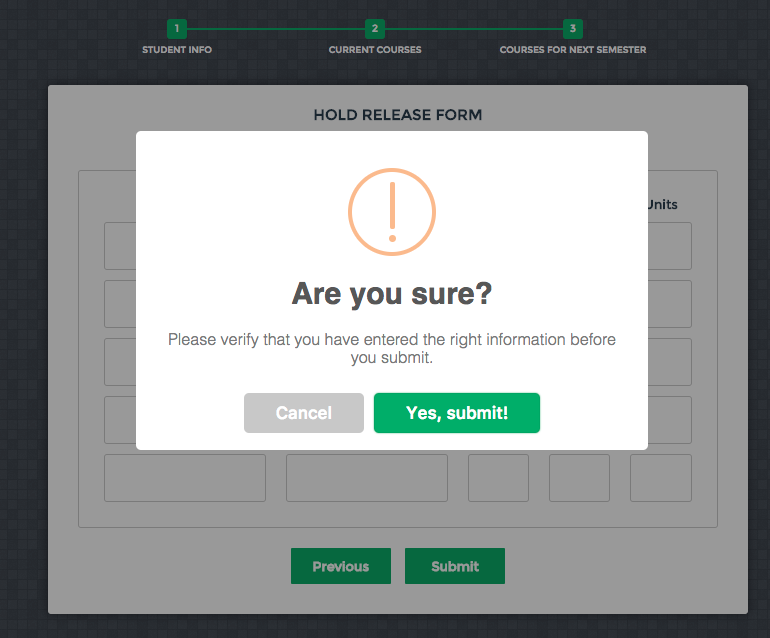 1
2
3
STUDENT INFO
CURRENT COURSES
COURSES FOR NEXT SEMESTER
HOLD RELEASE FORM
Units
Are you sure?
Please verify that you have entered the right information before
you submit.
Cancel
Yes, submit!
Previous
Submit